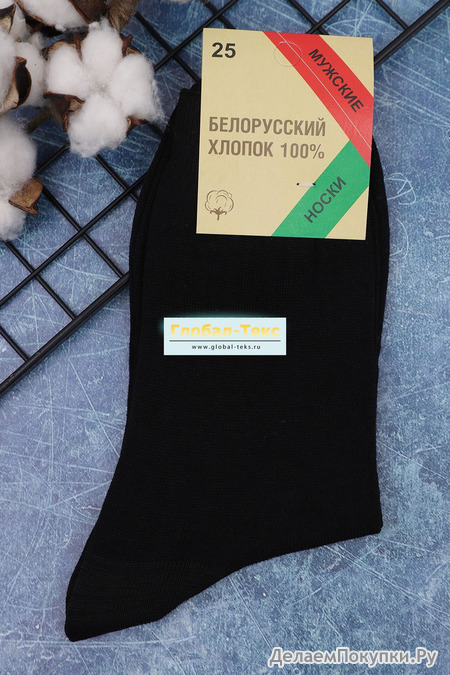 25
МУЖСКИЕ
БЕЛОРУССКИЙ
ХЛОПОК 100%
НОСКИ
Глобал-Текс
www.global-teks.ru
ДелаемПокупки.Ру